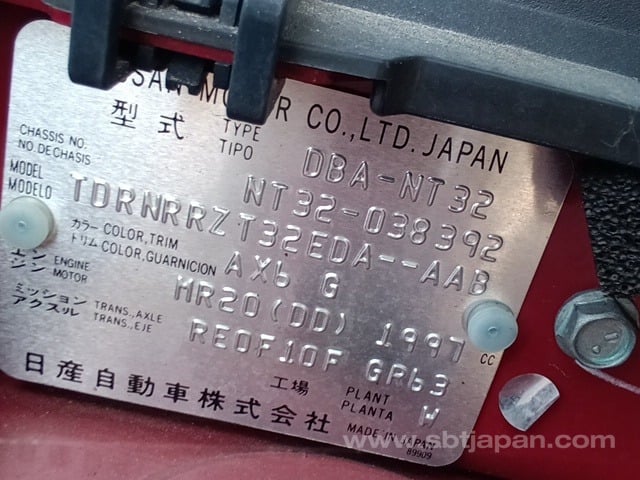 SAN MOTOR CO.,LTD. JAPAN
型式 TYPE TIPO DBA-NT32
CHASSIS NO. NO. DE CHASIS NT32-038392
MODEL MODELO TDRNRRZ T32EDA--AAB
カラー トリム COLOR, TRIM COLOR, GUARNICION AX6 G
エンジン ENGINE MOTOR MR20(DD) 1997 CC
ミッション アクスル TRANS., AXLE TRANS., EJE RE0F10F GR63
工場 PLANT PLANTA W
日産自動車株式会社 MADE IN JAPAN
89909
www.sbtjapan.com